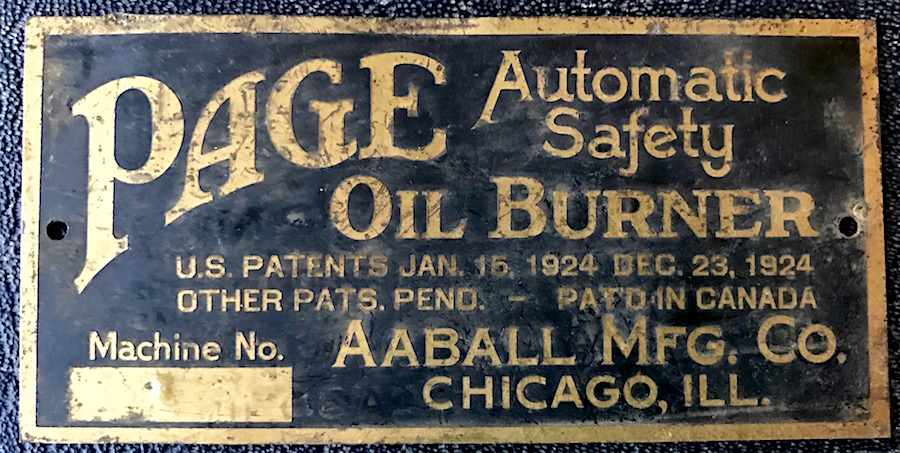 PAGE Automatic
Safety
OIL BURNER
U.S. PATENTS JAN. 15, 1924 DEC. 23, 1924
OTHER PATS. PEND. – PAT'D IN CANADA
Machine No.
AABALL MFG. CO.
CHICAGO, ILL.